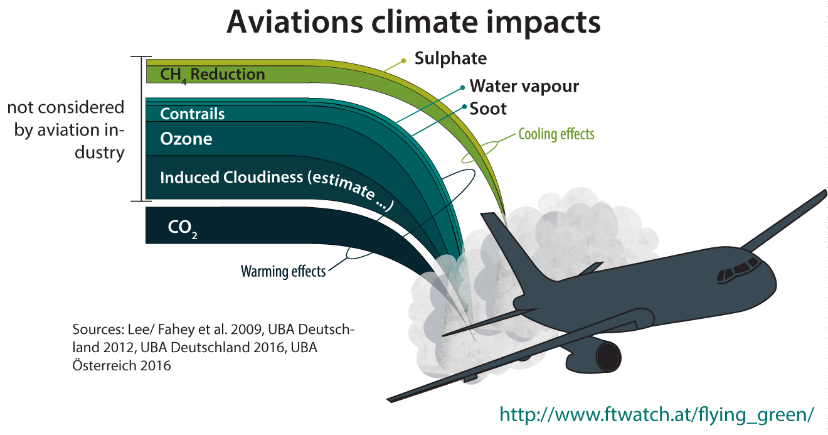 Aviations climate impacts
Sulphate
CH₄ Reduction
Water vapour
Soot
not considered
by aviation in-
dustry
Contrails
Cooling effects
Ozone
Induced Cloudiness (estimate ...)
CO₂
Warming effects
Sources: Lee/ Fahey et al. 2009, UBA Deutsch-
land 2012, UBA Deutschland 2016, UBA
Österreich 2016
http://www.ftwatch.at/flying_green/